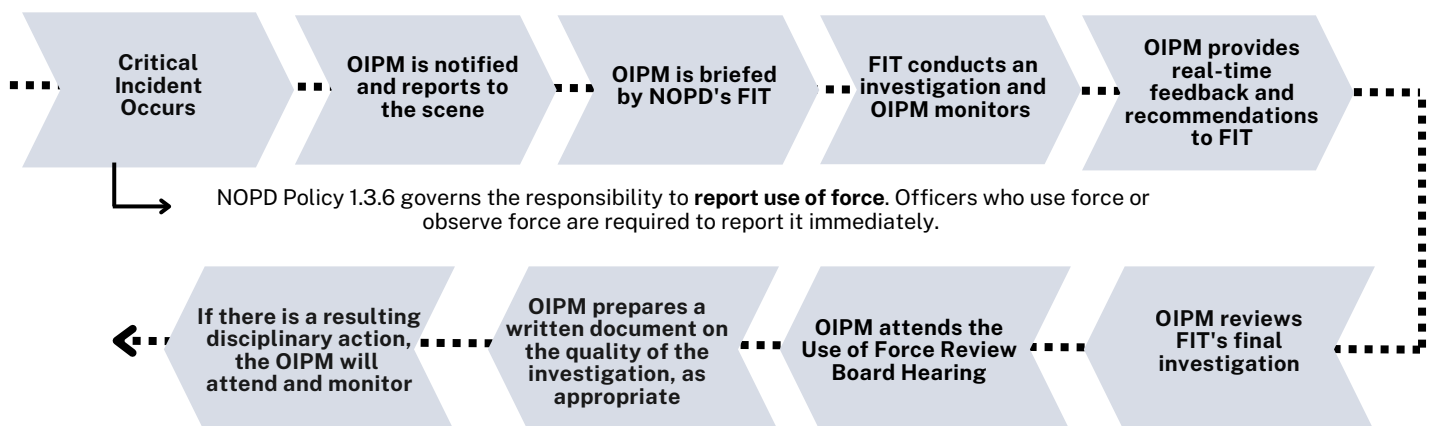 Critical
Incident
Occurs
OIPM is notified
and reports to
the scene
OIPM is briefed
by NOPD's FIT
FIT conducts an
investigation and
OIPM monitors
OIPM provides
real-time
feedback and
recommendations
to FIT
NOPD Policy 1.3.6 governs the responsibility to report use of force. Officers who use force or
observe force are required to report it immediately.
OIPM reviews
FIT's final
investigation
OIPM attends the
Use of Force Review
Board Hearing
OIPM prepares a
written document on
the quality of the
investigation, as
appropriate
If there is a resulting
disciplinary action,
the OIPM will
attend and monitor